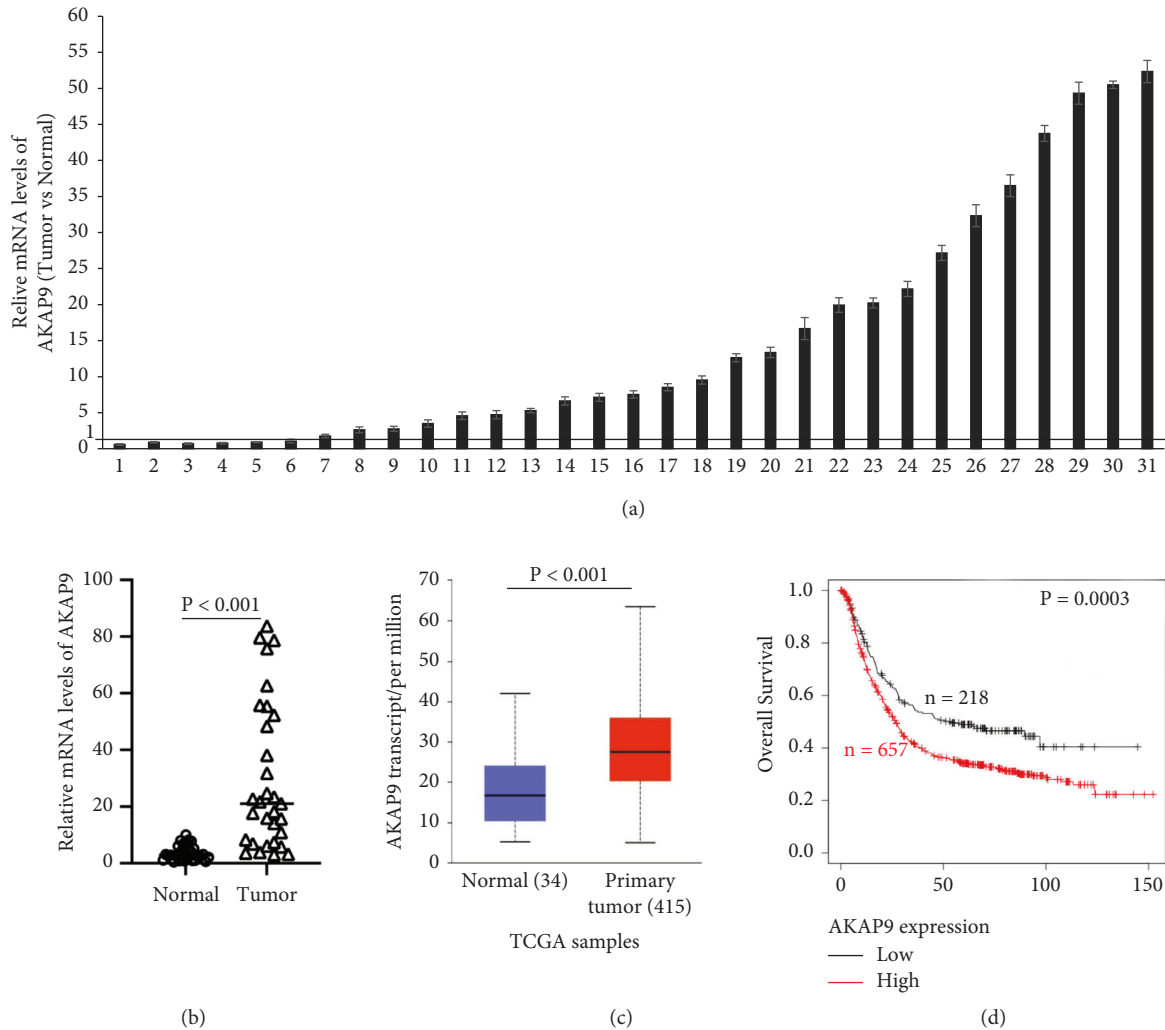 60
55
50
45
40
35
30
25
20
15
10
5
1
0
Relive mRNA levels of
AKAP9 (Tumor vs Normal)
1 2 3 4 5 6 7 8 9 10 11 12 13 14 15 16 17 18 19 20 21 22 23 24 25 26 27 28 29 30 31
(a)
Relative mRNA levels of AKAP9
100
80
60
40
20
0
P < 0.001
Normal Tumor
(b)
AKAP9 transcript/per million
70
60
50
40
30
20
10
0
P < 0.001
Normal (34) Primary
tumor (415)
TCGA samples
(c)
Overall Survival
1.0
0.8
0.6
0.4
0.2
0.0
P = 0.0003
n = 218
n = 657
0 50 100 150
AKAP9 expression
Low
High
(d)